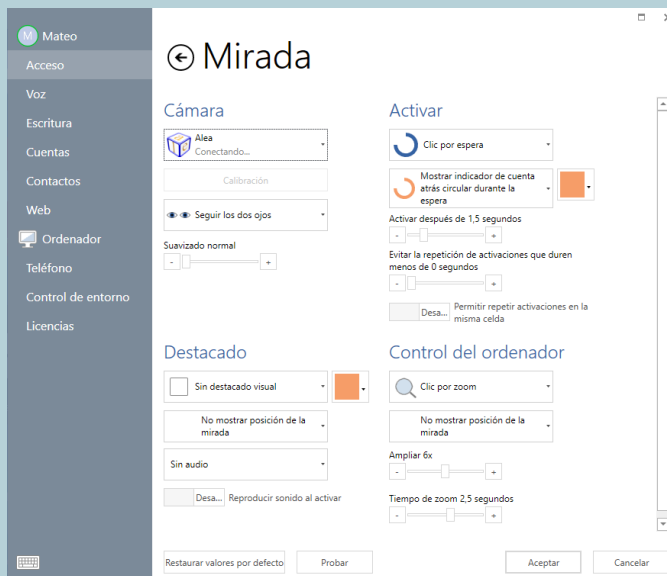 M Mateo
Acceso
Voz
Escritura
Cuentas
Contactos
Web
Ordenador
Teléfono
Control de entorno
Licencias
Mirada
Cámara
Alea
Conectando...
Calibración
Seguir los dos ojos
Suavizado normal
- +
Activar
Clic por espera
Mostrar indicador de cuenta
atrás circular durante la
espera
Activar después de 1,5 segundos
- +
Evitar la repetición de activaciones que duren
menos de 0 segundos
- +
Desa... Permitir repetir activaciones en la
misma celda
Destacado
Sin destacado visual
No mostrar posición de la
mirada
Sin audio
Desa... Reproducir sonido al activar
Control del ordenador
Clic por zoom
No mostrar posición de la
mirada
Ampliar 6x
- +
Tiempo de zoom 2,5 segundos
- +
Restaurar valores por defecto
Probar
Aceptar
Cancelar